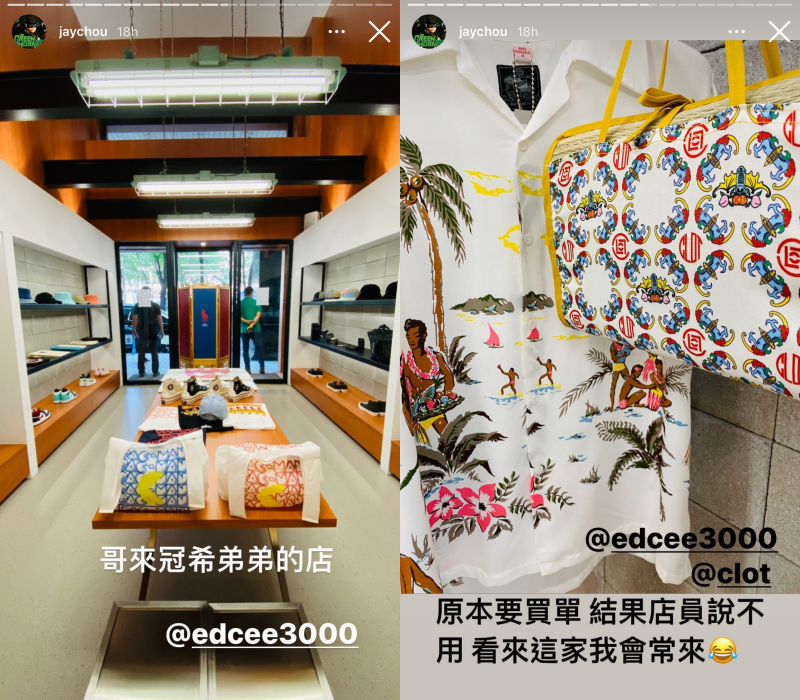 jaychou 18h
哥來冠希弟弟的店
@edcee3000
jaychou 18h
@edcee3000
@clot
原本要買單 結果店員說不
用 看來這家我會常來😂